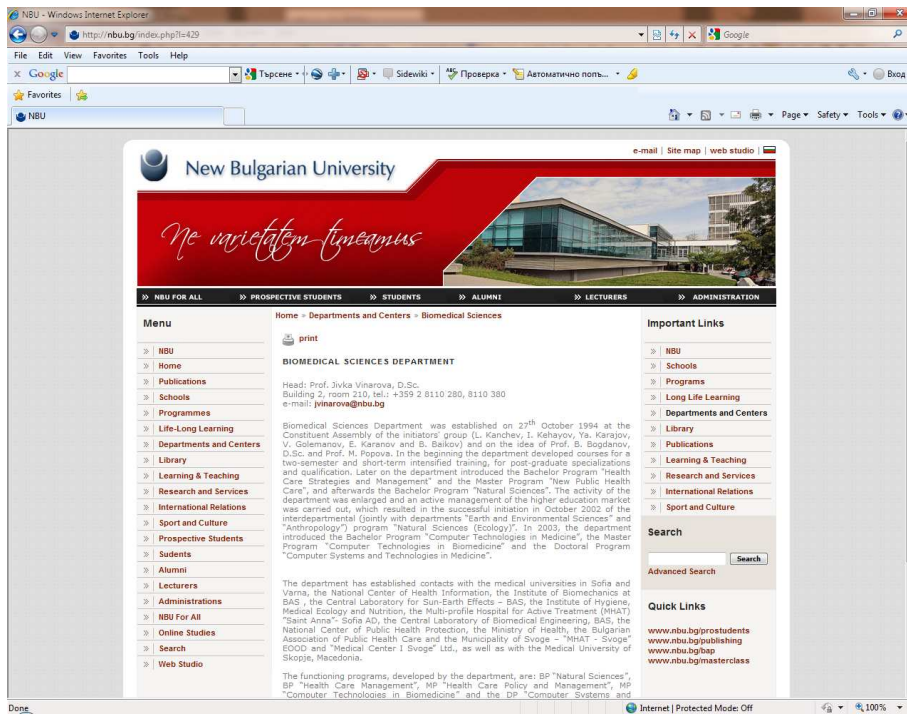 NBU - Windows Internet Explorer
http://nbu.bg/index.php?l=429
Google
File Edit View Favorites Tools Help
x Google Търсене Sidewiki Проверка Автоматично попъ... Вход
Favorites
NBU Page Safety Tools
e-mail | Site map | web studio |
New Bulgarian University
Ne varietatem timeamus
» NBU FOR ALL » PROSPECTIVE STUDENTS » STUDENTS » ALUMNI » LECTURERS » ADMINISTRATION
Menu
» NBU
» Home
» Publications
» Schools
» Programmes
» Life-Long Learning
» Departments and Centers
» Library
» Learning & Teaching
» Research and Services
» International Relations
» Sport and Culture
» Prospective Students
» Sudents
» Alumni
» Lecturers
» Administrations
» NBU For All
» Online Studies
» Search
» Web Studio
Home » Departments and Centers » Biomedical Sciences
print
BIOMEDICAL SCIENCES DEPARTMENT
Head: Prof. Jivka Vinarova, D.Sc.
Building 2, room 210, tel.: +359 2 8110 280, 8110 380
e-mail: jvinarova@nbu.bg
Biomedical Sciences Department was established on 27th October 1994 at the
Constituent Assembly of the initiators' group (L. Kanchev, I. Kehayov, Ya. Karajov,
V. Golemanov, E. Karanov and B. Baikov) and on the idea of Prof. B. Bogdanov,
D.Sc. and Prof. M. Popova. In the beginning the department developed courses for a
two-semester and short-term intensified training, for post-graduate specializations
and qualification. Later on the department introduced the Bachelor Program "Health
Care Strategies and Management" and the Master Program "New Public Health
Care", and afterwards the Bachelor Program "Natural Sciences". The activity of the
department was enlarged and an active management of the higher education market
was carried out, which resulted in the successful initiation in October 2002 of the
interdepartmental (jointly with departments "Earth and Environmental Sciences" and
"Anthropology") program "Natural Sciences (Ecology)". In 2003, the department
introduced the Bachelor Program "Computer Technologies in Medicine", the Master
Program "Computer Technologies in Biomedicine" and the Doctoral Program
"Computer Systems and Technologies in Medicine".
The department has established contacts with the medical universities in Sofia and
Varna, the National Center of Health Information, the Institute of Biomechanics at
BAS , the Central Laboratory for Sun-Earth Effects – BAS, the Institute of Hygiene,
Medical Ecology and Nutrition, the Multi-profile Hospital for Active Treatment (MHAT)
"Saint Anna"- Sofia AD, the Central Laboratory of Biomedical Engineering, BAS, the
National Center of Public Health Protection, the Ministry of Health, the Bulgarian
Association of Public Health Care and the Municipality of Svoge – "MHAT - Svoge"
EOOD and "Medical Center I Svoge" Ltd., as well as with the Medical University of
Skopje, Macedonia.
The functioning programs, developed by the department, are: BP "Natural Sciences",
BP "Health Care Management", MP "Health Care Policy and Management", MP
"Computer Technologies in Biomedicine" and the DP "Computer Systems and
Important Links
» NBU
» Schools
» Programs
» Long Life Learning
» Departments and Centers
» Library
» Publications
» Learning & Teaching
» Research and Services
» International Relations
» Sport and Culture
Search
Search
Advanced Search
Quick Links
www.nbu.bg/prostudents
www.nbu.bg/publishing
www.nbu.bg/bap
www.nbu.bg/masterclass
Done Internet | Protected Mode: Off 100%